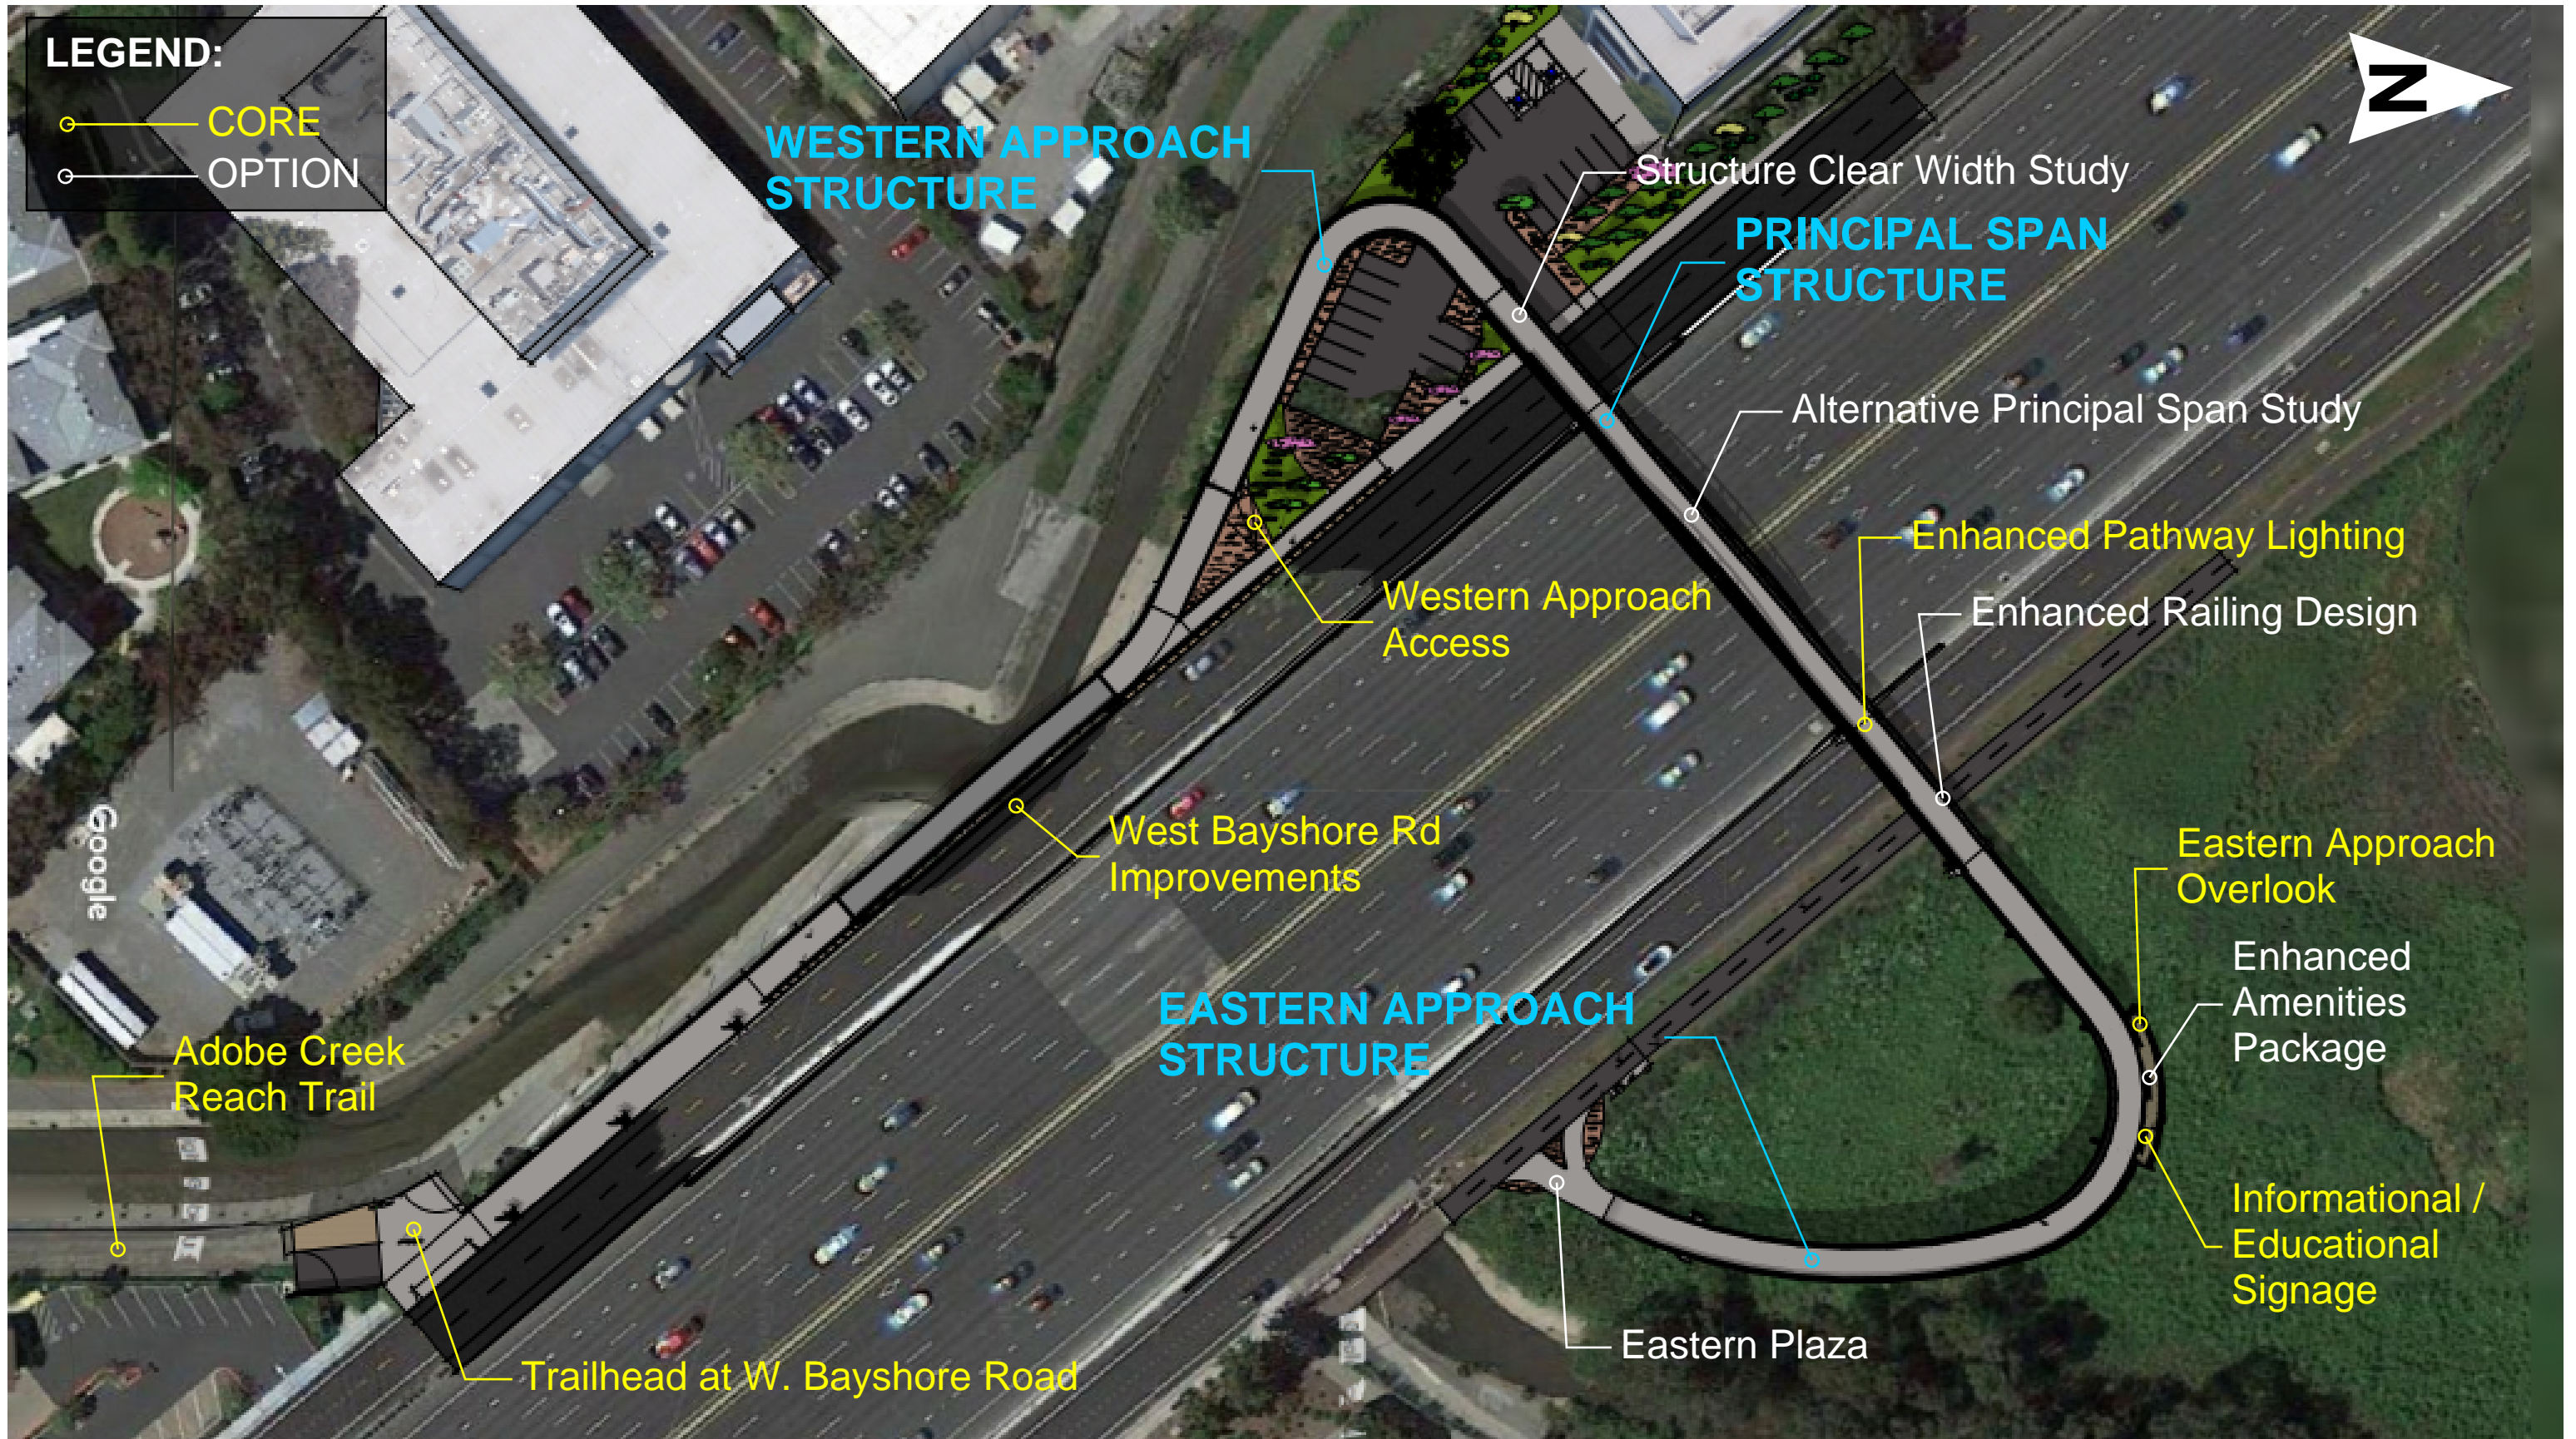 LEGEND:
CORE
OPTION
N
WESTERN APPROACH
STRUCTURE
Structure Clear Width Study
PRINCIPAL SPAN
STRUCTURE
Alternative Principal Span Study
Enhanced Pathway Lighting
Enhanced Railing Design
Western Approach
Access
West Bayshore Rd
Improvements
Google
Eastern Approach
Overlook
Enhanced
Amenities
Package
EASTERN APPROACH
STRUCTURE
Adobe Creek
Reach Trail
Informational /
Educational
Signage
Eastern Plaza
Trailhead at W. Bayshore Road